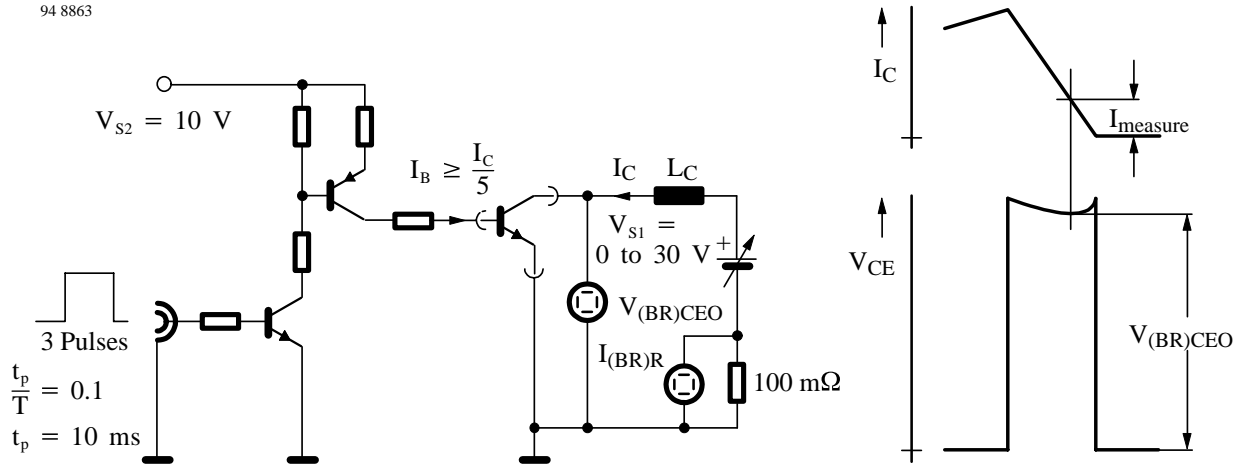 94 8863
V_S2 = 10 V
I_B ≥ I_C/5
I_C
L_C
V_S1 =
0 to 30 V
+
V_(BR)CEO
I_(BR)R
100 mΩ
3 Pulses
t_p/T = 0.1
t_p = 10 ms
I_C
I_measure
V_CE
V_(BR)CEO